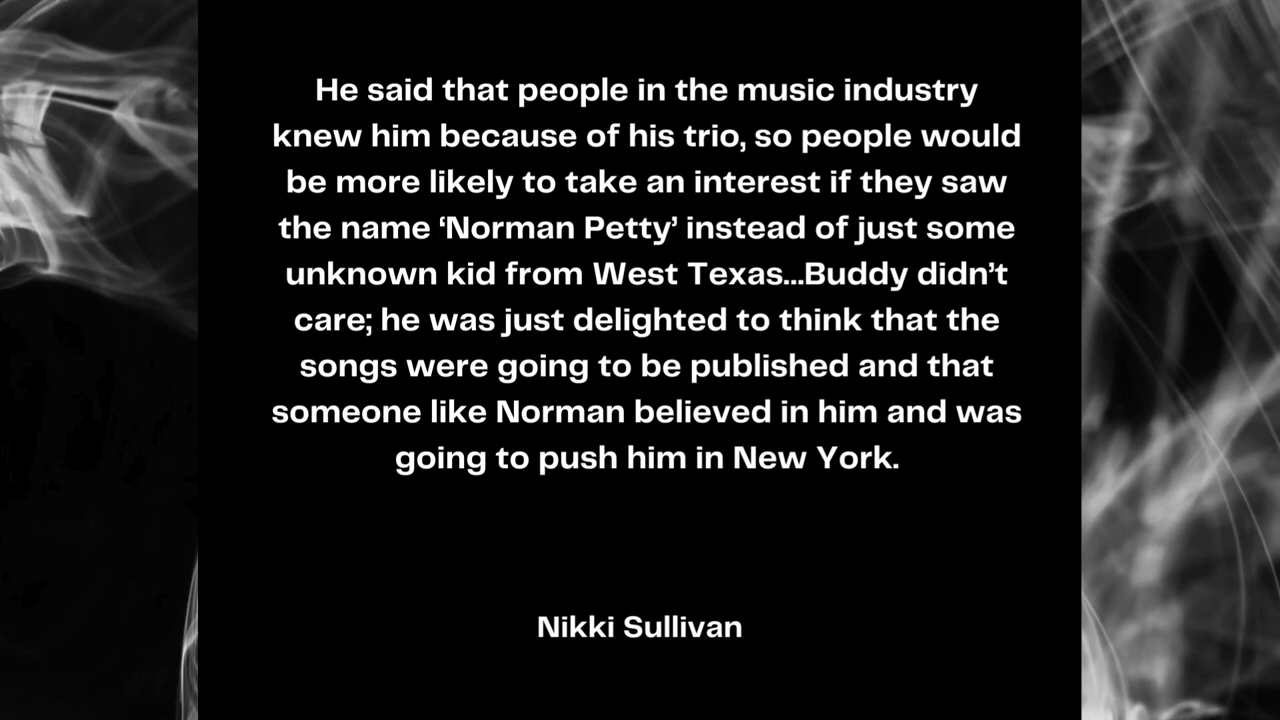 He said that people in the music industry
knew him because of his trio, so people would
be more likely to take an interest if they saw
the name ‘Norman Petty’ instead of just some
unknown kid from West Texas...Buddy didn’t
care; he was just delighted to think that the
songs were going to be published and that
someone like Norman believed in him and was
going to push him in New York.
Nikki Sullivan